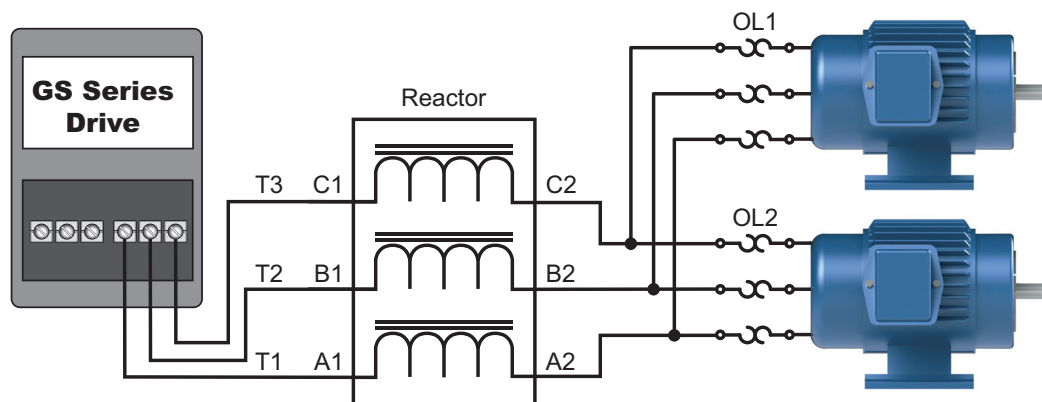 GS Series
Drive
Reactor
OL1
T3 C1 C2
OL2
T2 B1 B2
T1 A1 A2